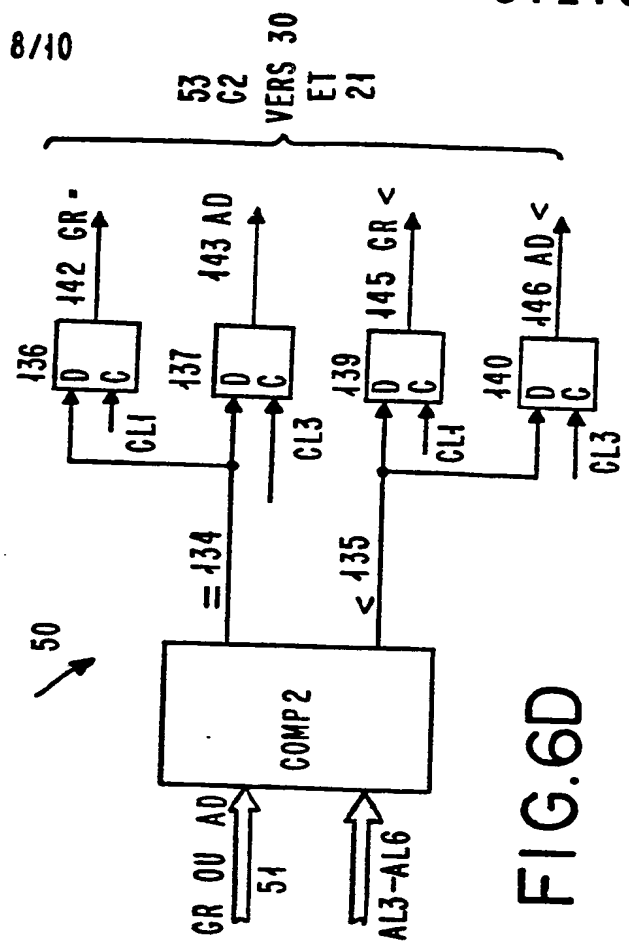 8/10
53
C2
VERS 30
ET
21
142 GR =
143 AD
145 GR <
146 AD <
136
D
C
CL1
137
D
C
CL3
139
D
C
CL1
140
D
C
CL3
= 134
< 135
50
COMP2
GR OU AD
51
AL3-AL6
FIG.6D